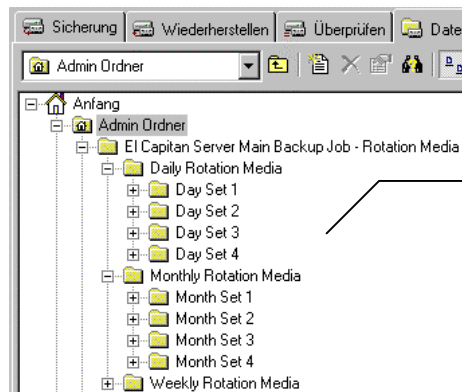 Sicherung Wiederherstellen Überprüfen Date
Admin Ordner
Anfang
Admin Ordner
El Capitan Server Main Backup Job - Rotation Media
Daily Rotation Media
Day Set 1
Day Set 2
Day Set 3
Day Set 4
Monthly Rotation Media
Month Set 1
Month Set 2
Month Set 3
Month Set 4
Weekly Rotation Media